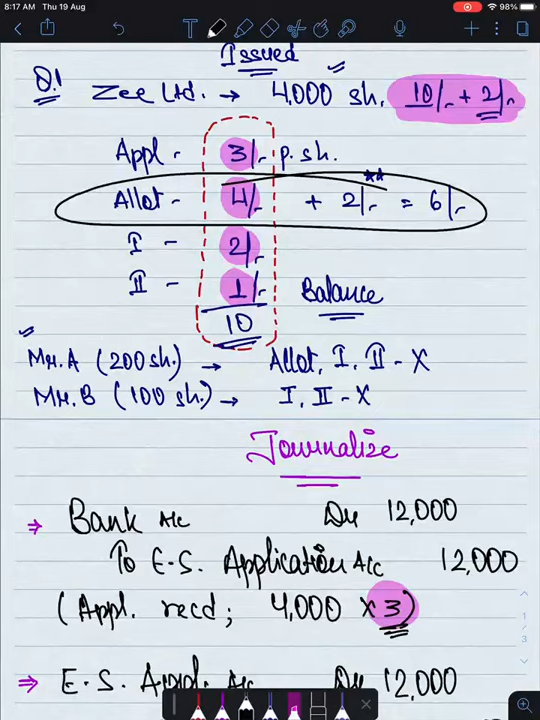 8:17 AM Thu 19 Aug 98%
Issued
Q.1 Zee Ltd. → 4,000 sh. 10/- + 2/-
Appl - 3/- p.sh.
Allot - 4/- + 2/-** = 6/-
I - 2/-
II - 1/- Balance
10
Mr. A (200 sh.) → Allot, I, II - X
Mr. B (100 sh.) → I, II - X
Journalize
⇒ Bank A/c Dr 12,000
To E.S. Application A/c 12,000
(Appl. recd; 4,000 x 3)
⇒ E.S. Appl. A/c Dr 12,000